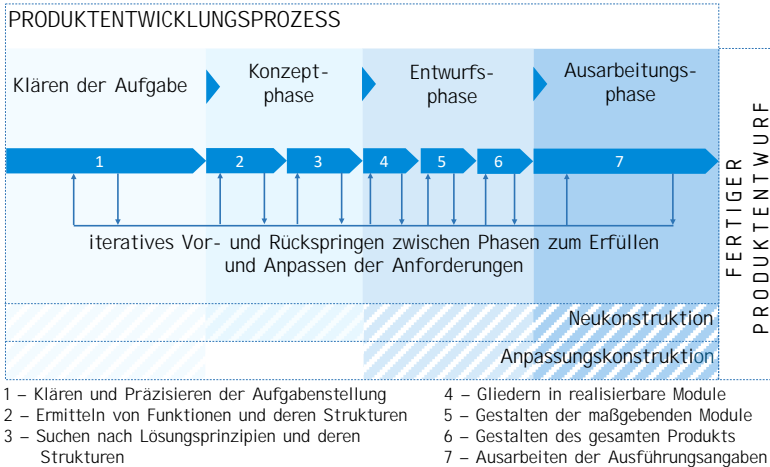 PRODUKTENTWICKLUNGSPROZESS
Klären der Aufgabe
Konzept-
phase
Entwurfs-
phase
Ausarbeitungs-
phase
1
2
3
4
5
6
7
iteratives Vor- und Rückspringen zwischen Phasen zum Erfüllen
und Anpassen der Anforderungen
Neukonstruktion
Anpassungskonstruktion
FERTIGER
PRODUKTENTWURF
1 – Klären und Präzisieren der Aufgabenstellung
2 – Ermitteln von Funktionen und deren Strukturen
3 – Suchen nach Lösungsprinzipien und deren
Strukturen
4 – Gliedern in realisierbare Module
5 – Gestalten der maßgebenden Module
6 – Gestalten des gesamten Produkts
7 – Ausarbeiten der Ausführungsangaben